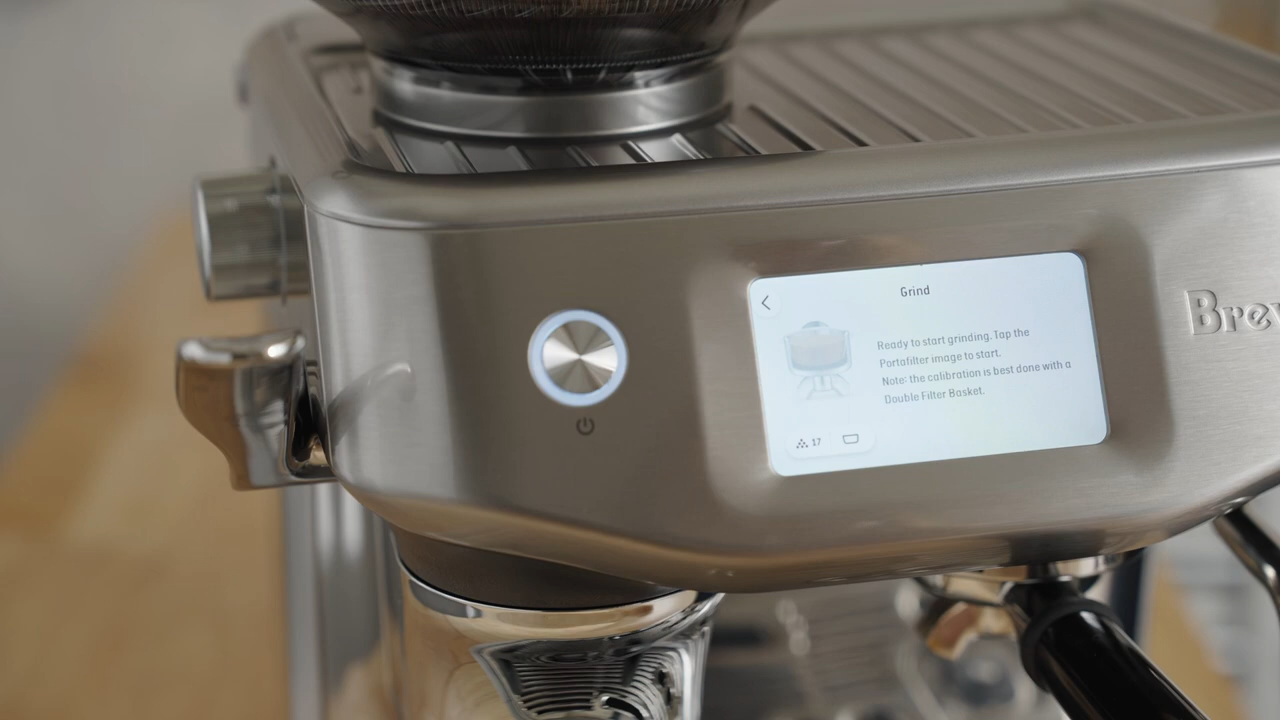 Grind
Ready to start grinding. Tap the
Portafilter image to start.
Note: the calibration is best done with a
Double Filter Basket.
17